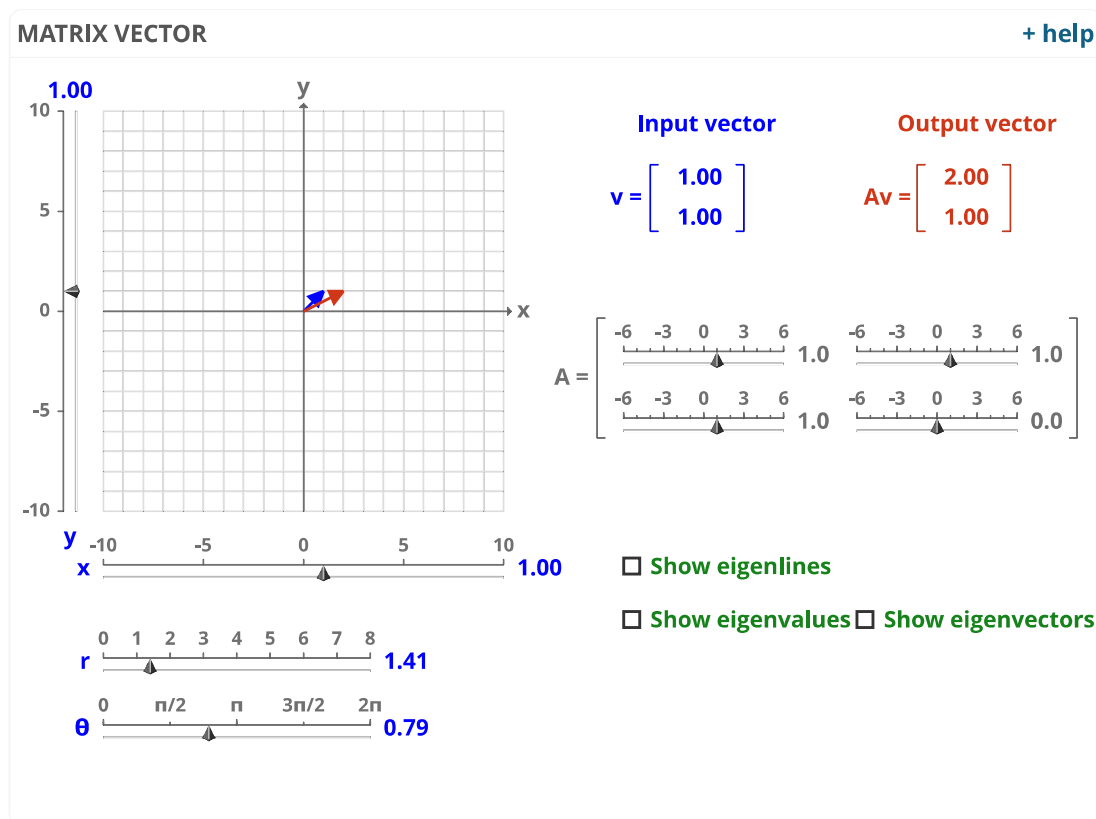 MATRIX VECTOR
+ help
1.00
y
10
5
0
-5
-10
x
Input vector
Output vector
v = 1.00
1.00
Av = 2.00
1.00
A =
-6 -3 0 3 6 1.0
-6 -3 0 3 6 1.0
-6 -3 0 3 6 1.0
-6 -3 0 3 6 0.0
y
-10 -5 0 5 10
x 1.00
0 1 2 3 4 5 6 7 8
r 1.41
0 π/2 π 3π/2 2π
θ 0.79
Show eigenlines
Show eigenvalues
Show eigenvectors